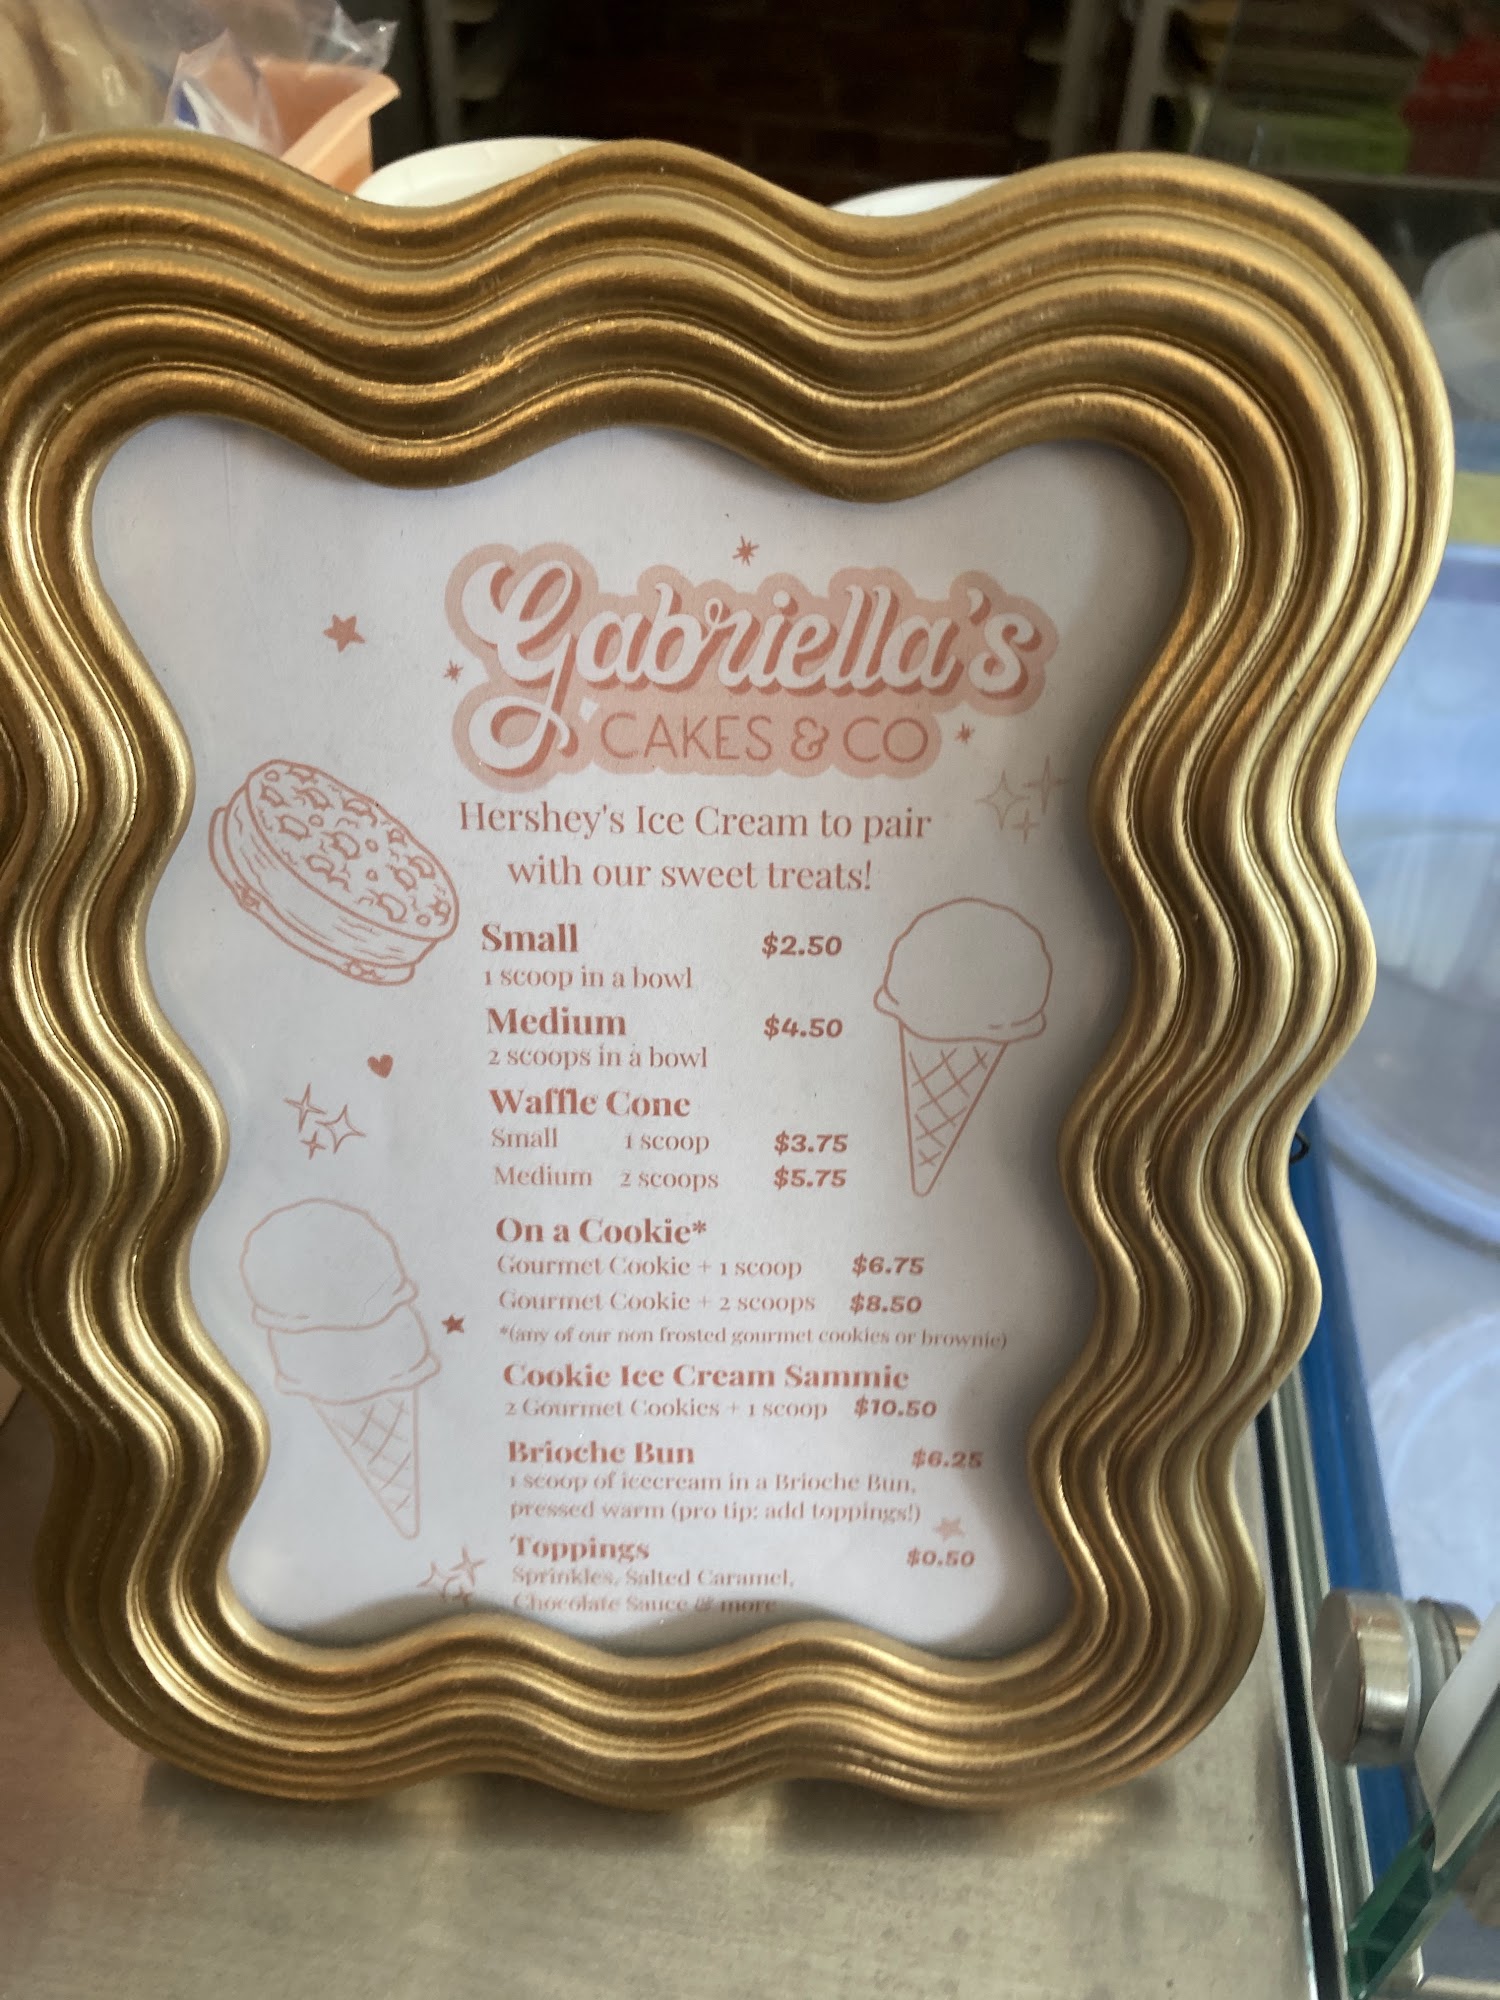 Gabriella's
CAKES & CO
Hershey's Ice Cream to pair
with our sweet treats!
Small $2.50
1 scoop in a bowl
Medium $4.50
2 scoops in a bowl
Waffle Cone
Small 1 scoop $3.75
Medium 2 scoops $5.75
On a Cookie*
Gourmet Cookie + 1 scoop $6.75
Gourmet Cookie + 2 scoops $8.50
*(any of our non frosted gourmet cookies or brownie)
Cookie Ice Cream Sammie
2 Gourmet Cookies + 1 scoop $10.50
Brioche Bun $6.25
1 scoop of icecream in a Brioche Bun,
pressed warm (pro tip: add toppings!)
Toppings $0.50
Sprinkles, Salted Caramel,
Chocolate Sauce & more